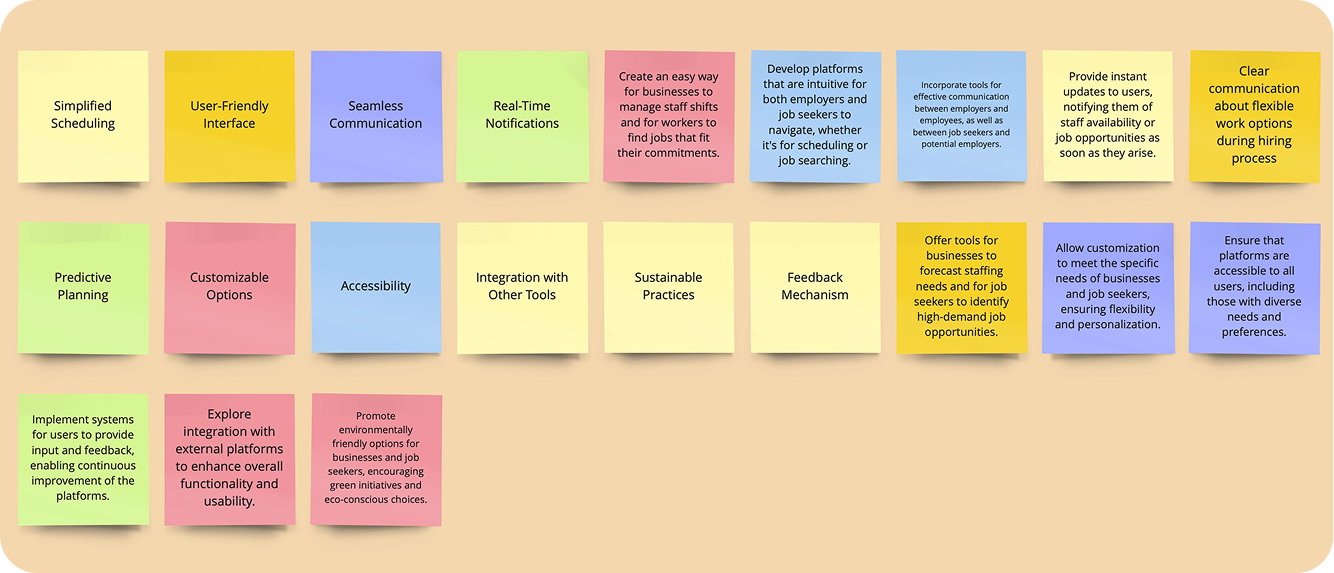 Simplified
Scheduling
User-Friendly
Interface
Seamless
Communication
Real-Time
Notifications
Create an easy way
for businesses to
manage staff shifts
and for workers to
find jobs that fit
their commitments.
Develop platforms
that are intuitive for
both employers and
job seekers to
navigate, whether
it's for scheduling or
job searching.
Incorporate tools for
effective communication
between employers and
employees, as well as
between job seekers and
potential employers.
Provide instant
updates to users,
notifying them of
staff availability or
job opportunities as
soon as they arise.
Clear
communication
about flexible
work options
during hiring
process
Predictive
Planning
Customizable
Options
Accessibility
Integration with
Other Tools
Sustainable
Practices
Feedback
Mechanism
Offer tools for
businesses to
forecast staffing
needs and for job
seekers to identify
high-demand job
opportunities.
Allow customization
to meet the specific
needs of businesses
and job seekers,
ensuring flexibility
and personalization.
Ensure that
platforms are
accessible to all
users, including
those with diverse
needs and
preferences.
Implement systems
for users to provide
input and feedback,
enabling continuous
improvement of the
platforms.
Explore
integration with
external platforms
to enhance overall
functionality and
usability.
Promote
environmentally
friendly options for
businesses and job
seekers, encouraging
green initiatives and
eco-conscious choices.